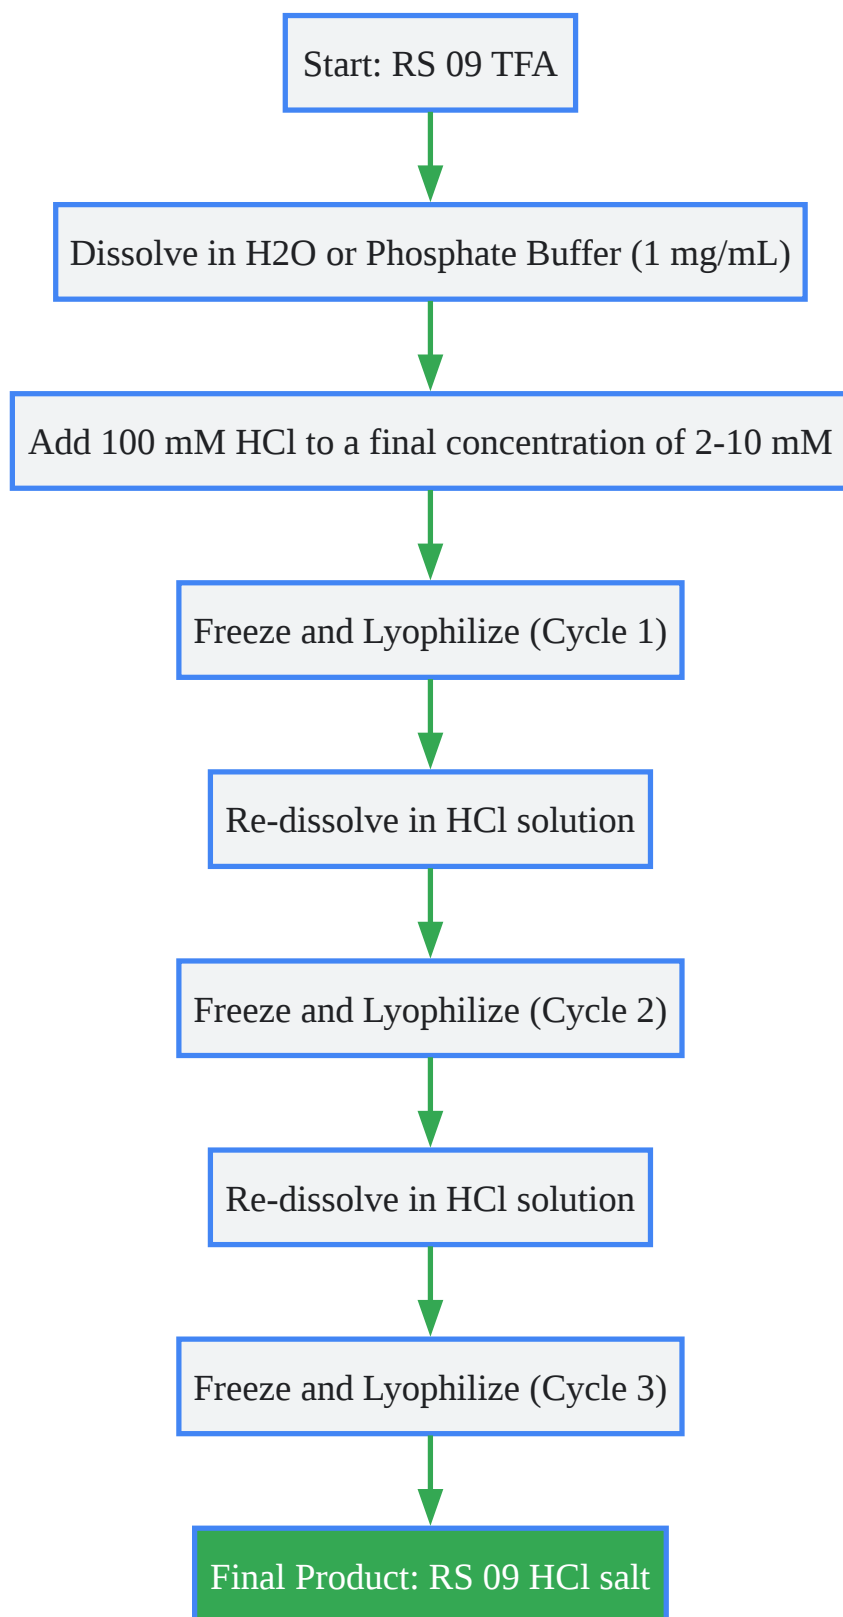 Start: RS 09 TFA
Dissolve in H2O or Phosphate Buffer (1 mg/mL)
Add 100 mM HCl to a final concentration of 2-10 mM
Freeze and Lyophilize (Cycle 1)
Re-dissolve in HCl solution
Freeze and Lyophilize (Cycle 2)
Re-dissolve in HCl solution
Freeze and Lyophilize (Cycle 3)
Final Product: RS 09 HCl salt